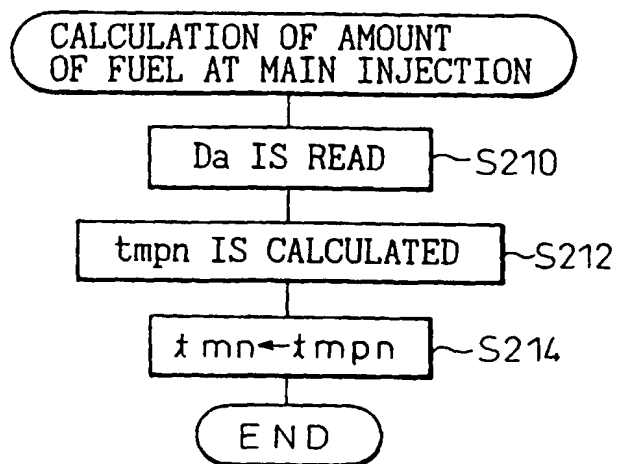 CALCULATION OF AMOUNT
OF FUEL AT MAIN INJECTION
Da IS READ
S210
tmpn IS CALCULATED
S212
tmn←tmpn
S214
END